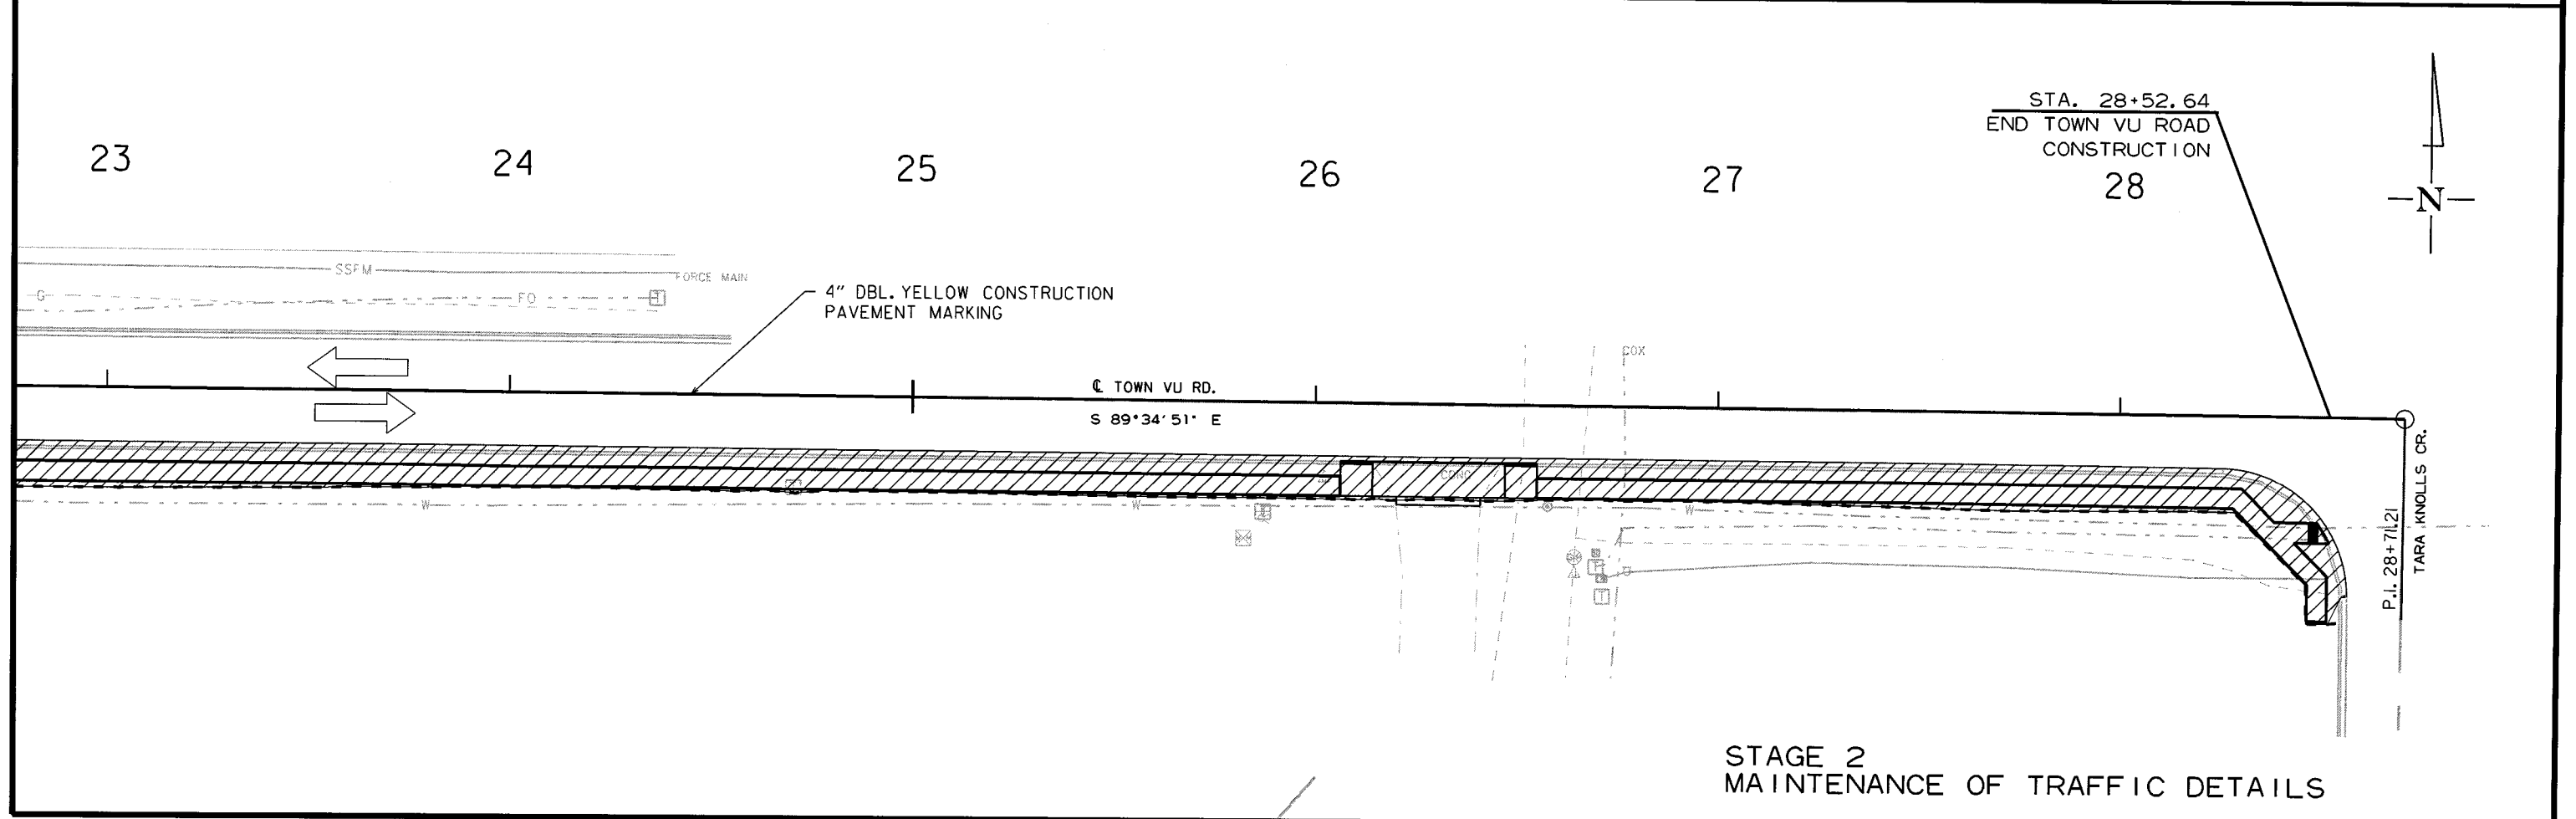 STA. 28+52.64
END TOWN VU ROAD
CONSTRUCTION
23
24
25
26
27
28
N
SSFM
FORCE MAIN
G
FO
T
4" DBL. YELLOW CONSTRUCTION
PAVEMENT MARKING
COX
℄ TOWN VU RD.
S 89°34'51" E
CONC
W
W
W
T
T
P.I. 28+71.21
TARA KNOLLS CR.
STAGE 2
MAINTENANCE OF TRAFFIC DETAILS